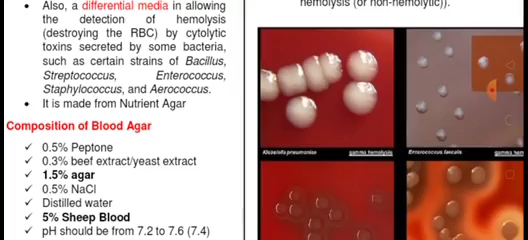 hemolysis (or non-hemolytic)).
• Also, a differential media in allowing
the detection of hemolysis
(destroying the RBC) by cytolytic
toxins secreted by some bacteria,
such as certain strains of Bacillus,
Streptococcus, Enterococcus,
Staphylococcus, and Aerococcus.
• It is made from Nutrient Agar
Composition of Blood Agar
✓ 0.5% Peptone
✓ 0.3% beef extract/yeast extract
✓ 1.5% agar
✓ 0.5% NaCl
✓ Distilled water
✓ 5% Sheep Blood
✓ pH should be from 7.2 to 7.6 (7.4)
Klebsiella pneumoniae gamma hemolysis
Enterococcus faecalis gamma hem